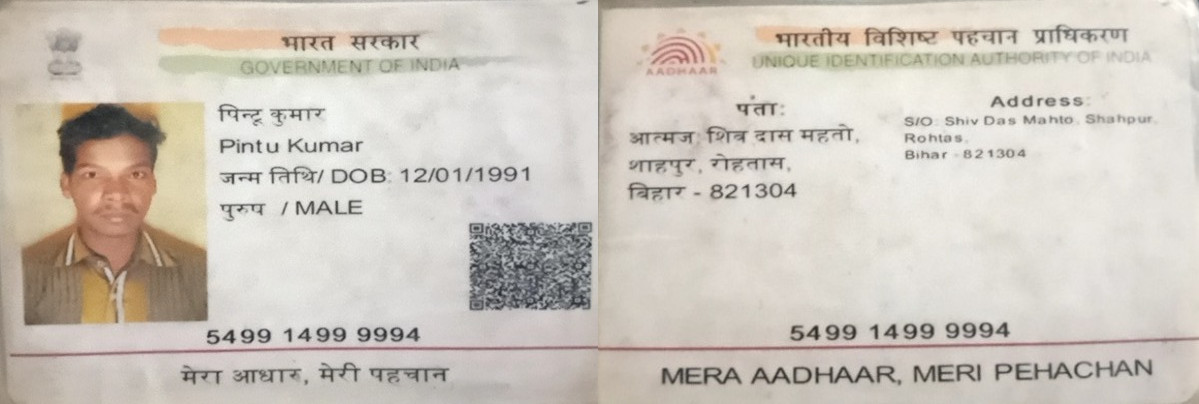 भारत सरकार
GOVERNMENT OF INDIA
पिन्टू कुमार
Pintu Kumar
जन्म तिथि/ DOB: 12/01/1991
पुरुष / MALE
5499 1499 9994
मेरा आधार, मेरी पहचान
भारतीय विशिष्ट पहचान प्राधिकरण
UNIQUE IDENTIFICATION AUTHORITY OF INDIA
AADHAAR
पता:
आत्मज: शिव दास महतो,
शाहपुर, रोहतास,
बिहार - 821304
Address:
S/O: Shiv Das Mahto, Shahpur,
Rohtas,
Bihar - 821304
5499 1499 9994
MERA AADHAAR, MERI PEHACHAN